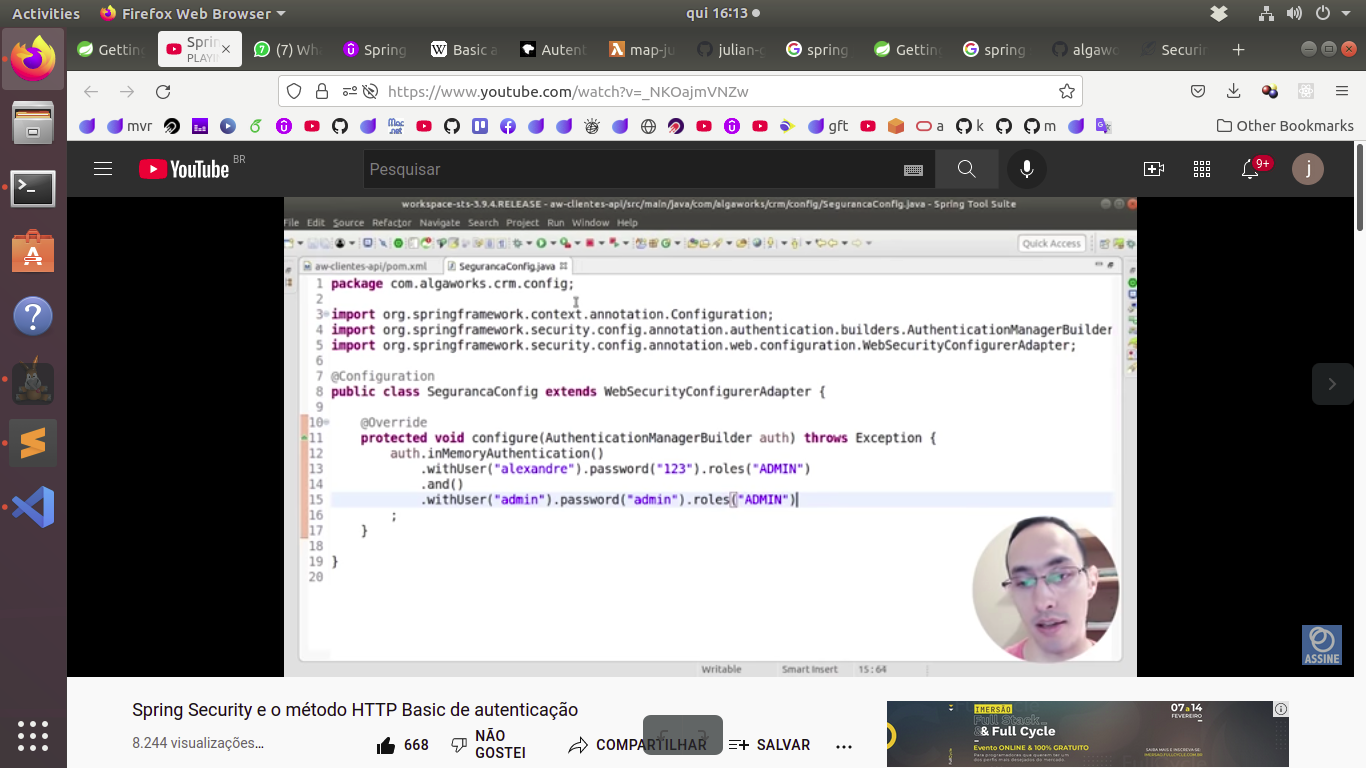 Activities Firefox Web Browser qui 16:13
Getting Spring (7) Wh Spring Basic a Autent map-ju julian-g spring Getting spring algawo Securin
PLAYI
https://www.youtube.com/watch?v=_NKOajmVNZw
mvr gft a k m Other Bookmarks
YouTube BR Pesquisar 9+ j
workspace-sts-3.9.4.RELEASE - aw-clientes-api/src/main/java/com/algaworks/crm/config/SegurancaConfig.java - Spring Tool Suite
File Edit Source Refactor Navigate Search Project Run Window Help
Quick Access
aw-clientes-api/pom.xml SegurancaConfig.java
1 package com.algaworks.crm.config;
2
3 import org.springframework.context.annotation.Configuration;
4 import org.springframework.security.config.annotation.authentication.builders.AuthenticationManagerBuilder
5 import org.springframework.security.config.annotation.web.configuration.WebSecurityConfigurerAdapter;
6
7 @Configuration
8 public class SegurancaConfig extends WebSecurityConfigurerAdapter {
9
10 @Override
11 protected void configure(AuthenticationManagerBuilder auth) throws Exception {
12 auth.inMemoryAuthentication()
13 .withUser("alexandre").password("123").roles("ADMIN")
14 .and()
15 .withUser("admin").password("admin").roles("ADMIN")
16 ;
17 }
18
19 }
20
Writable Smart Insert 15:64
ASSINE
Spring Security e o método HTTP Basic de autenticação
8.244 visualizações...
668 NÃO GOSTEI COMPARTILHAR SALVAR
IMERSÃO
Full Stack
&& Full Cycle
Evento ONLINE & 100% GRATUITO
07 a 14
FEVEREIRO